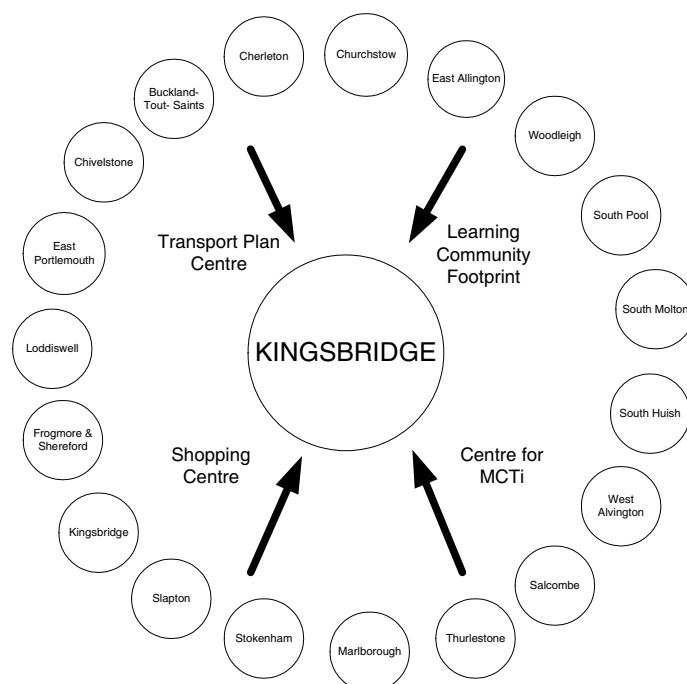 Cherleton
Churchstow
East Allington
Buckland-
Tout- Saints
Woodleigh
Chivelstone
South Pool
East
Portlemouth
Transport Plan
Centre
Learning
Community
Footprint
South Molton
Loddiswell
KINGSBRIDGE
South Huish
Frogmore &
Shereford
Shopping
Centre
Centre for
MCTi
West
Alvington
Kingsbridge
Salcombe
Slapton
Stokenham
Marlborough
Thurlestone